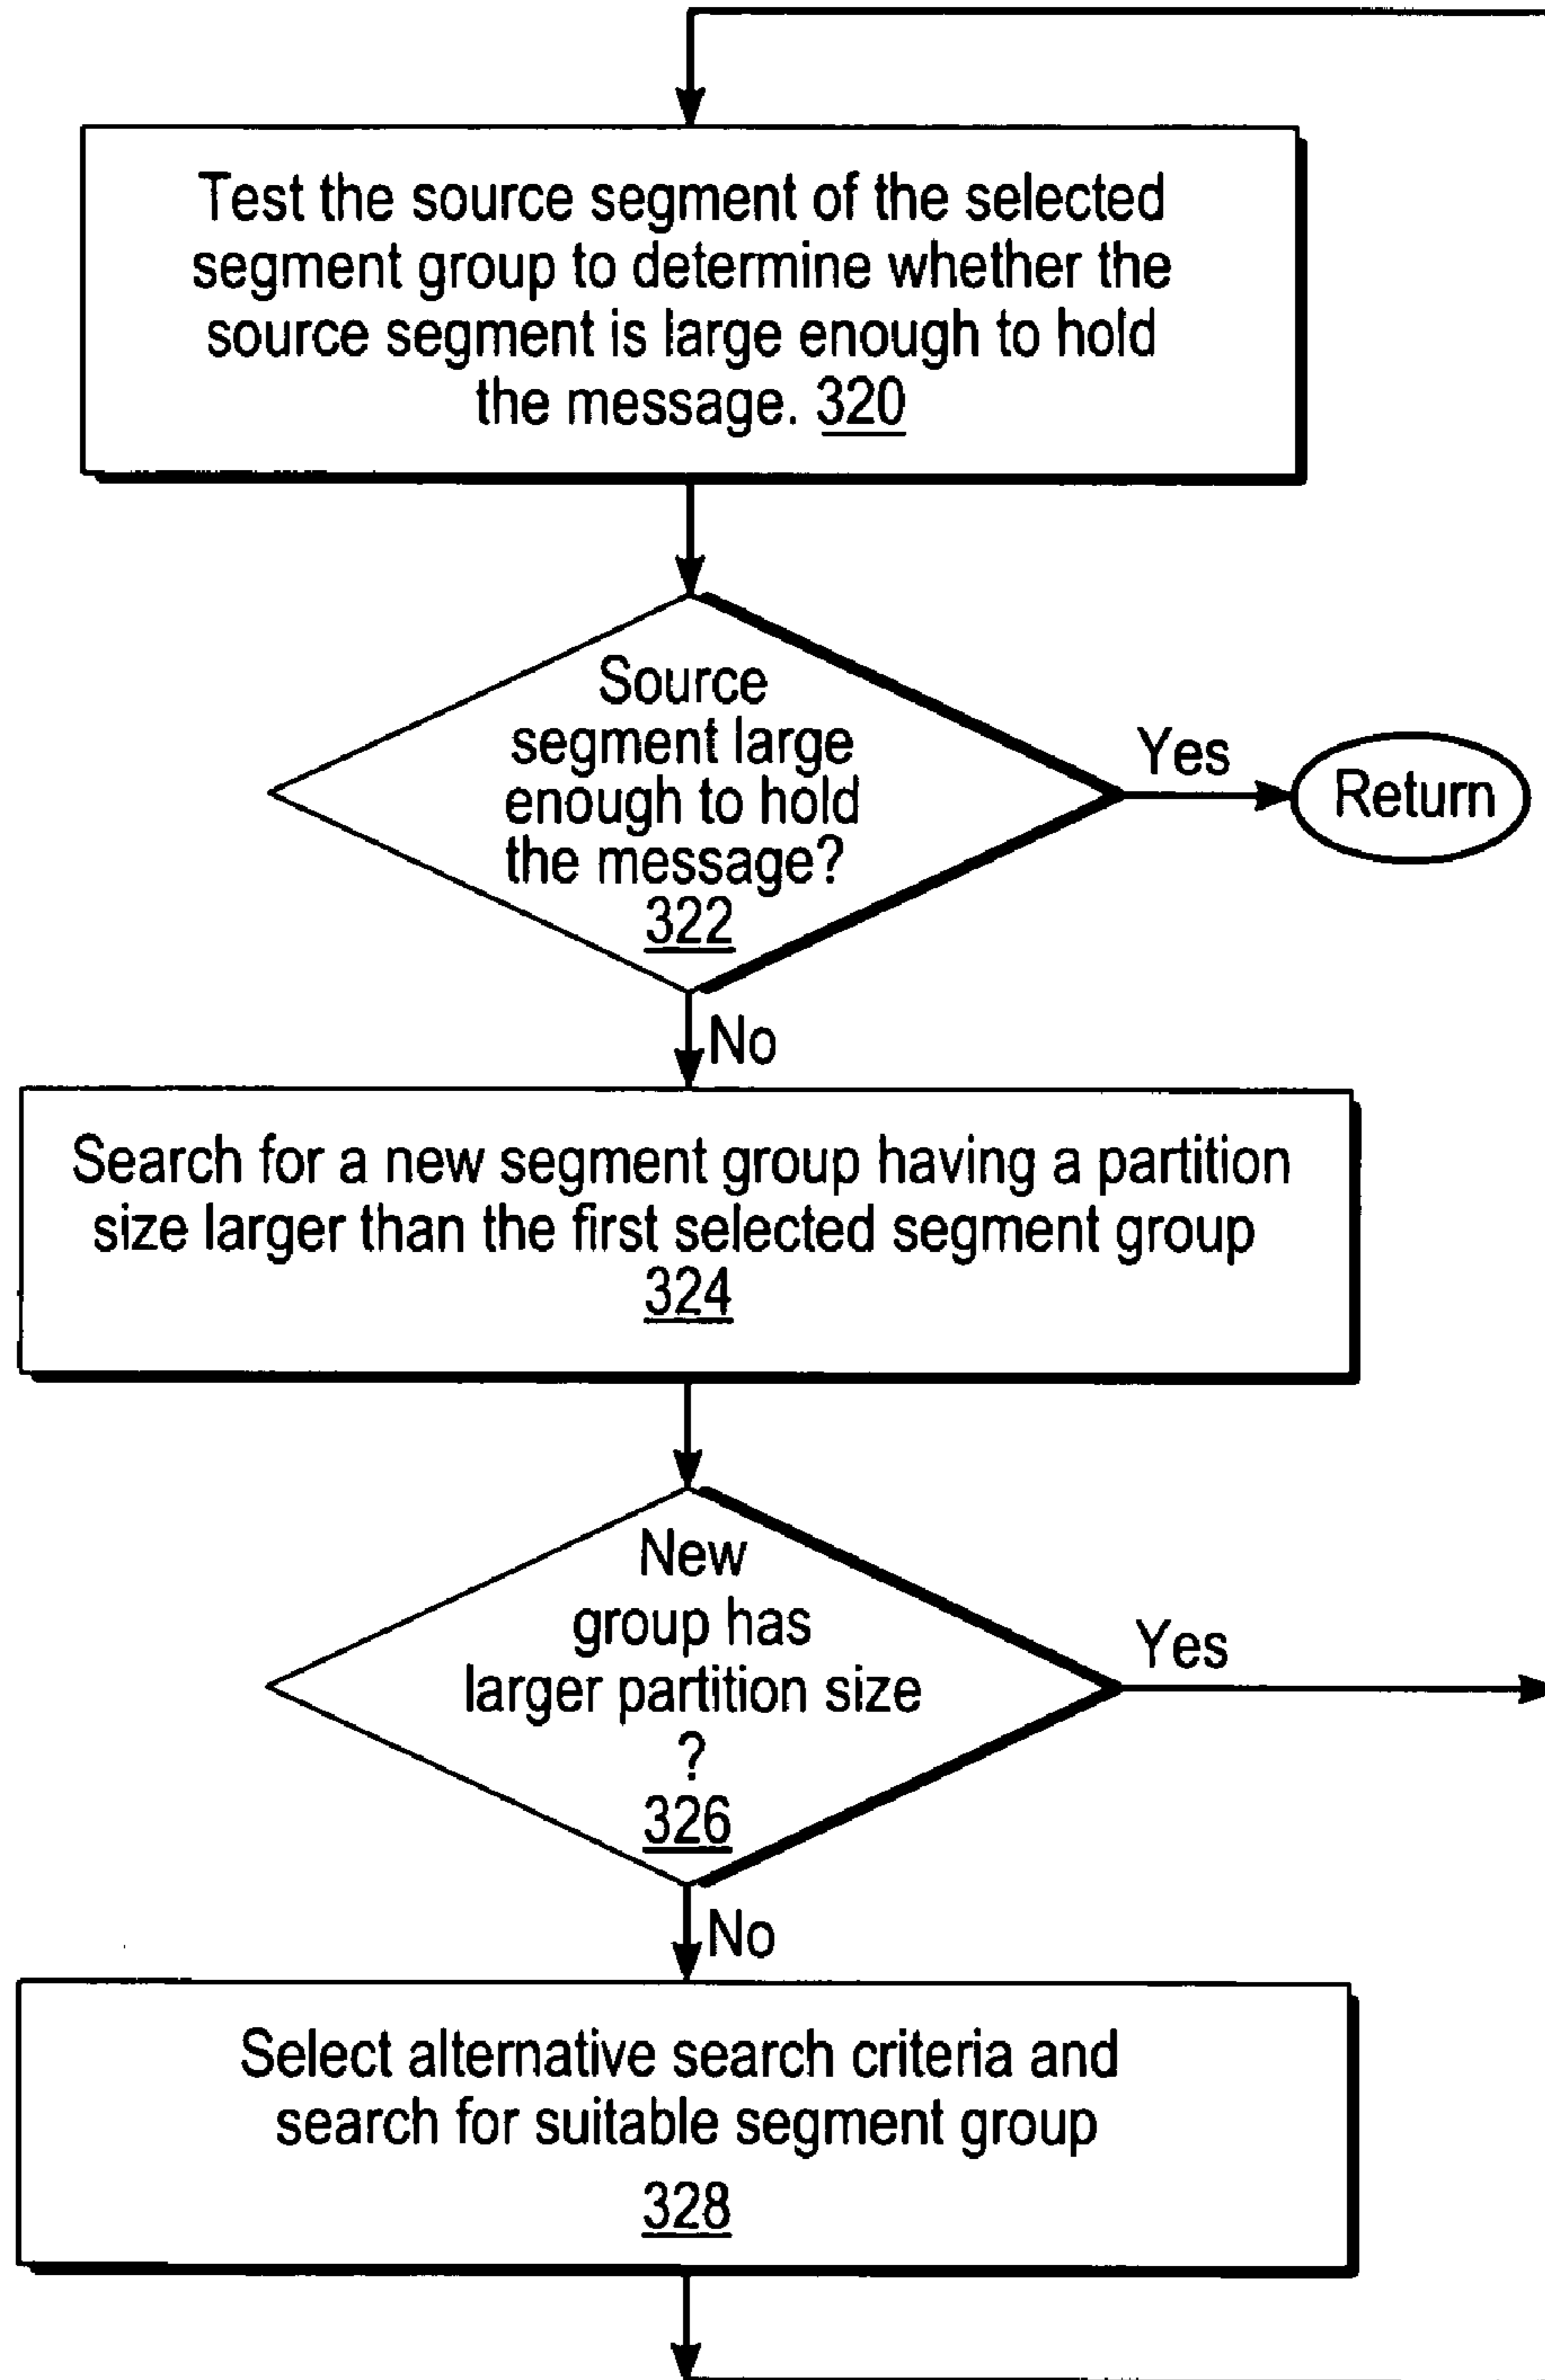 Test the source segment of the selected
segment group to determine whether the
source segment is large enough to hold
the message. 320
Source
segment large
enough to hold
the message?
322
Yes
Return
No
Search for a new segment group having a partition
size larger than the first selected segment group
324
New
group has
larger partition size
?
326
Yes
No
Select alternative search criteria and
search for suitable segment group
328